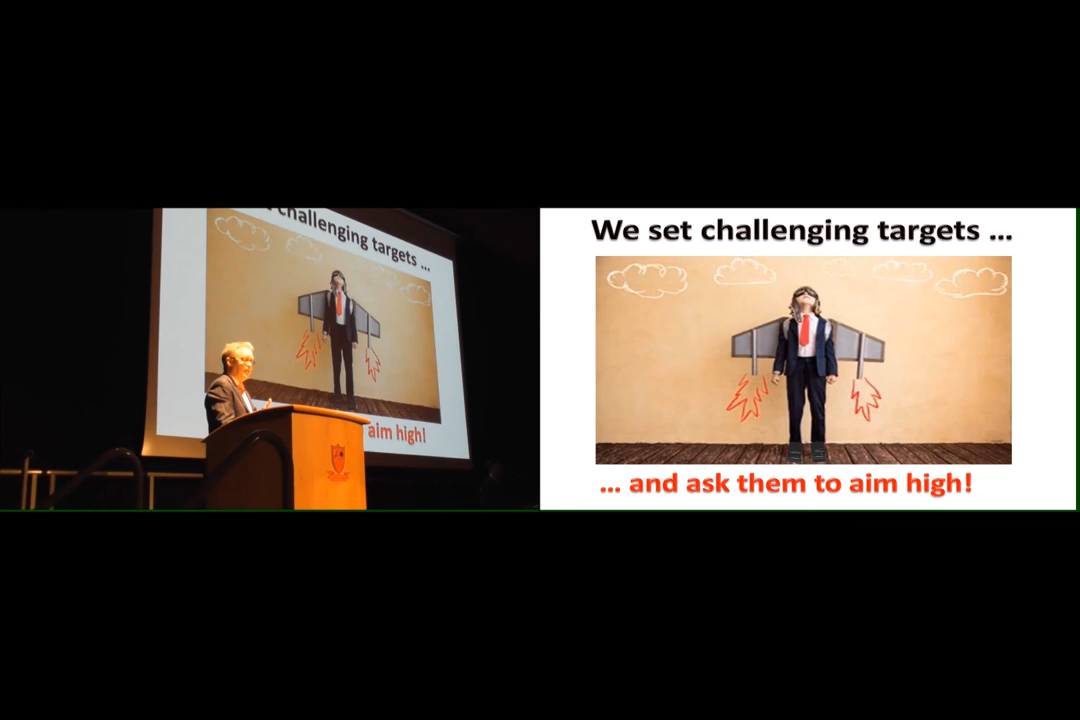 challenging targets ...
aim high!
We set challenging targets ...
... and ask them to aim high!